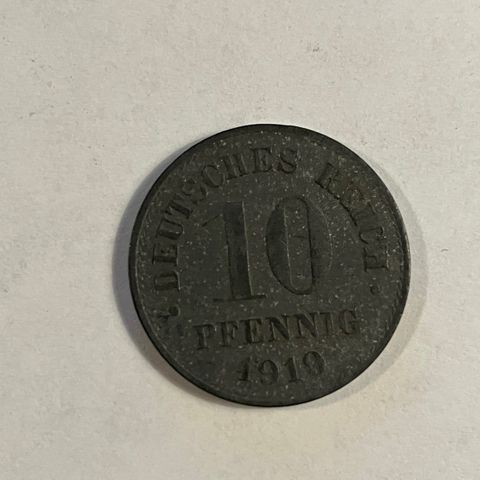 DEUTSCHES REICH
10
PFENNIG
1919